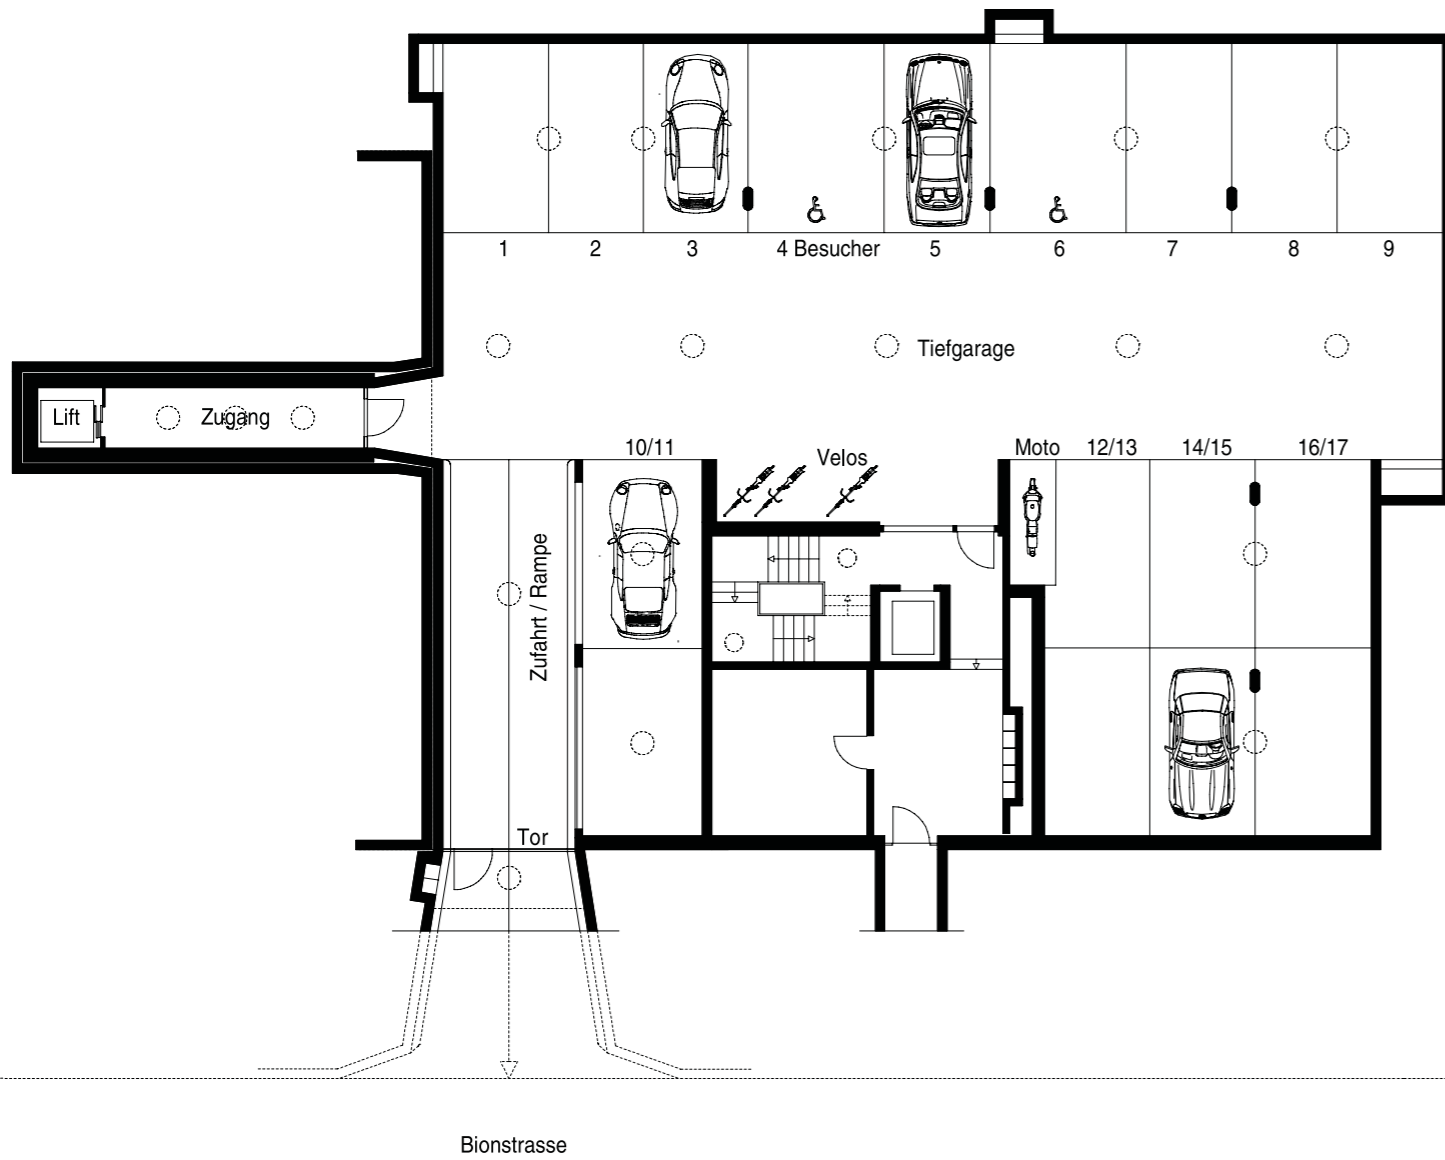 1 2 3 4 Besucher 5 6 7 8 9
Tiefgarage
Lift Zugang
10/11 Velos Moto 12/13 14/15 16/17
Zufahrt / Rampe
Tor
Bionstrasse